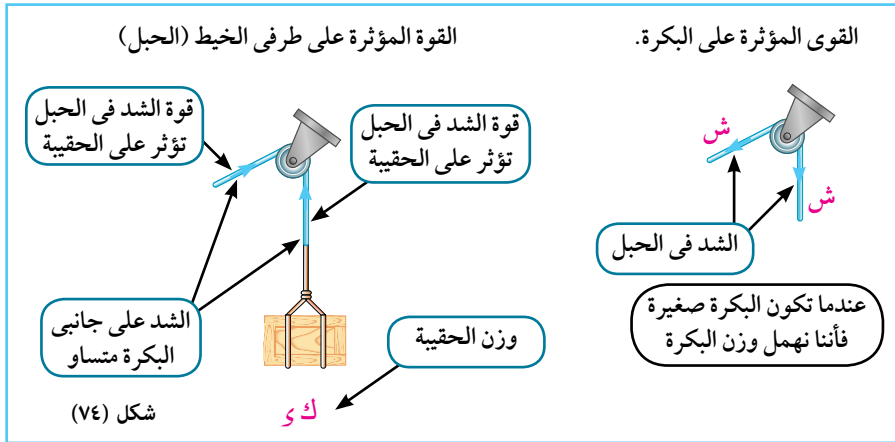 القوى المؤثرة على البكرة.
ش
ش
الشد فى الحبل
عندما تكون البكرة صغيرة
فأننا نهمل وزن البكرة
القوة المؤثرة على طرفى الخيط (الحبل)
قوة الشد فى الحبل
تؤثر على الحقيبة
قوة الشد فى الحبل
تؤثر على الحقيبة
الشد على جانبى
البكرة متساو
وزن الحقيبة
ك ى
شكل (٧٤)